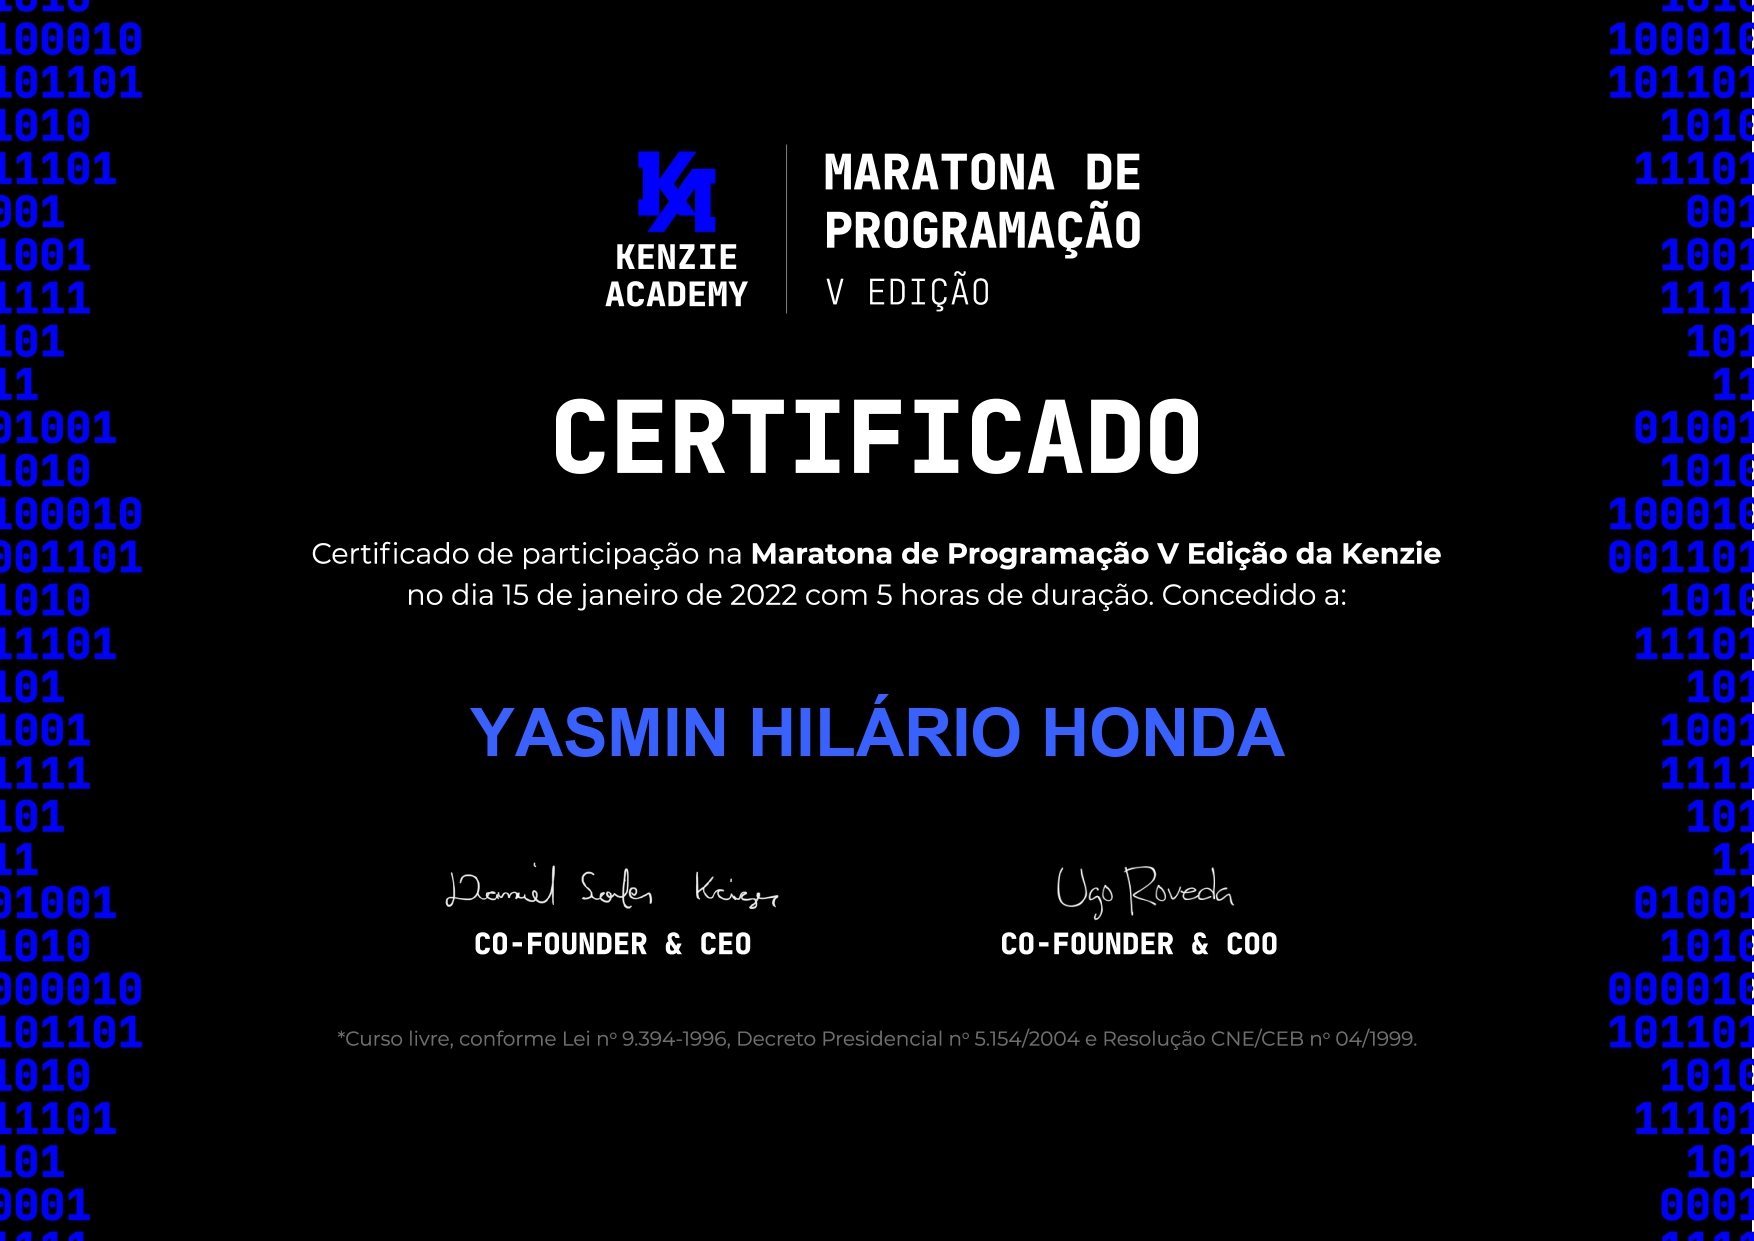 KENZIE
ACADEMY
MARATONA DE
PROGRAMAÇÃO
V EDIÇÃO
CERTIFICADO
Certificado de participação na Maratona de Programação V Edição da Kenzie
no dia 15 de janeiro de 2022 com 5 horas de duração. Concedido a:
YASMIN HILÁRIO HONDA
Ugo Roveda
CO-FOUNDER & CEO
CO-FOUNDER & COO
*Curso livre, conforme Lei nº 9.394-1996, Decreto Presidencial nº 5.154/2004 e Resolução CNE/CEB nº 04/1999.